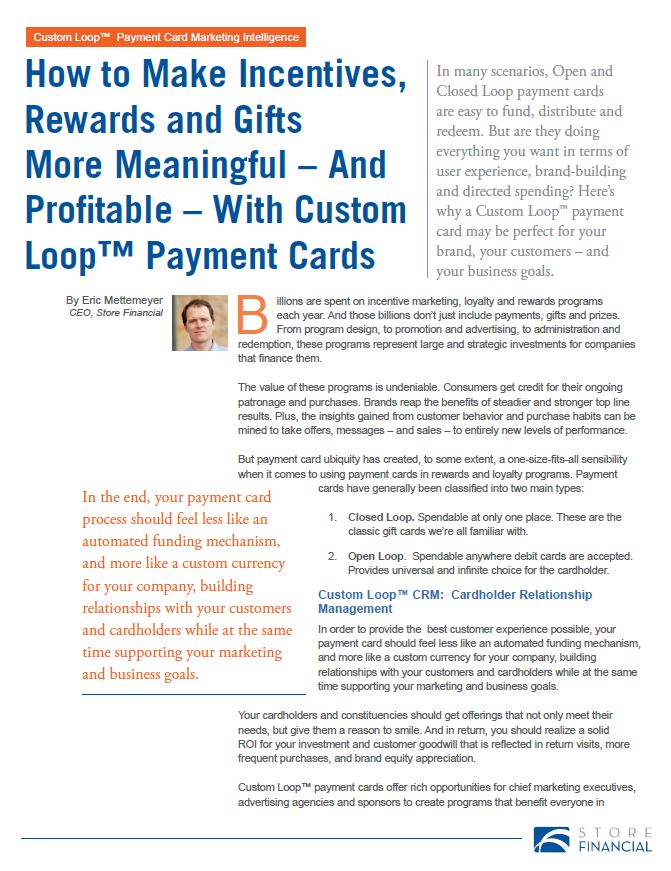 Custom Loop™ Payment Card Marketing Intelligence
How to Make Incentives,
Rewards and Gifts
More Meaningful – And
Profitable – With Custom
Loop™ Payment Cards
In many scenarios, Open and
Closed Loop payment cards
are easy to fund, distribute and
redeem. But are they doing
everything you want in terms of
user experience, brand-building
and directed spending? Here’s
why a Custom Loop™ payment
card may be perfect for your
brand, your customers – and
your business goals.
By Eric Mettemeyer
CEO, Store Financial
Billions are spent on incentive marketing, loyalty and rewards programs
each year. And those billions don’t just include payments, gifts and prizes.
From program design, to promotion and advertising, to administration and
redemption, these programs represent large and strategic investments for companies
that finance them.
The value of these programs is undeniable. Consumers get credit for their ongoing
patronage and purchases. Brands reap the benefits of steadier and stronger top line
results. Plus, the insights gained from customer behavior and purchase habits can be
mined to take offers, messages – and sales – to entirely new levels of performance.
But payment card ubiquity has created, to some extent, a one-size-fits-all sensibility
when it comes to using payment cards in rewards and loyalty programs. Payment
cards have generally been classified into two main types:
1. Closed Loop. Spendable at only one place. These are the
classic gift cards we’re all familiar with.
2. Open Loop. Spendable anywhere debit cards are accepted.
Provides universal and infinite choice for the cardholder.
In the end, your payment card
process should feel less like an
automated funding mechanism,
and more like a custom currency
for your company, building
relationships with your customers
and cardholders while at the same
time supporting your marketing
and business goals.
Custom Loop™ CRM: Cardholder Relationship
Management
In order to provide the best customer experience possible, your
payment card should feel less like an automated funding mechanism,
and more like a custom currency for your company, building
relationships with your customers and cardholders while at the same
time supporting your marketing and business goals.
Your cardholders and constituencies should get offerings that not only meet their
needs, but give them a reason to smile. And in return, you should realize a solid
ROI for your investment and customer goodwill that is reflected in return visits, more
frequent purchases, and brand equity appreciation.
Custom Loop™ payment cards offer rich opportunities for chief marketing executives,
advertising agencies and sponsors to create programs that benefit everyone in
STORE
FINANCIAL